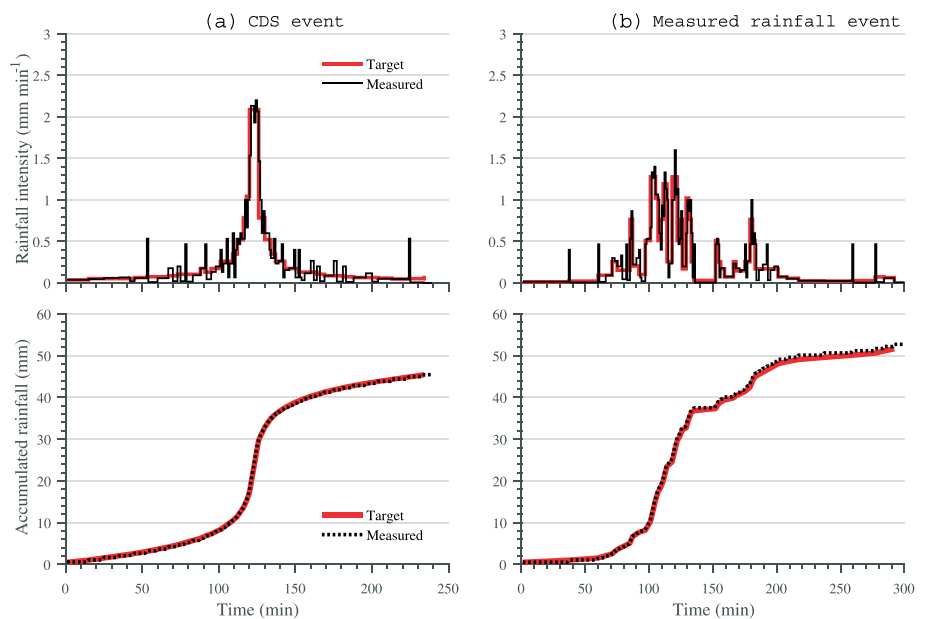 (a) CDS event
(b) Measured rainfall event
Rainfall intensity (mm min⁻¹)
3
2.5
2
1.5
1
0.5
0
Target
Measured
3
2.5
2
1.5
1
0.5
0
Accumulated rainfall (mm)
60
50
40
30
20
10
0
Target
Measured
0 50 100 150 200 250
Time (min)
60
50
40
30
20
10
0
0 50 100 150 200 250 300
Time (min)